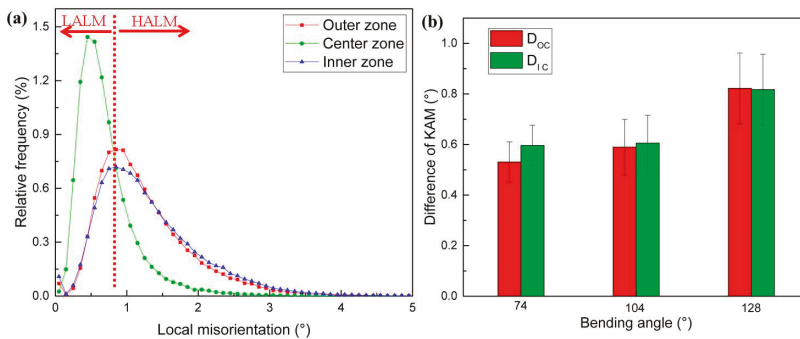 (a)
LALM HALM
Outer zone
Center zone
Inner zone
Relative frequency (%)
1.5
1.2
0.9
0.6
0.3
0.0
0 1 2 3 4 5
Local misorientation (°)
(b)
D_OC
D_IC
Difference of KAM (°)
1.0
0.8
0.6
0.4
0.2
0.0
74 104 128
Bending angle (°)